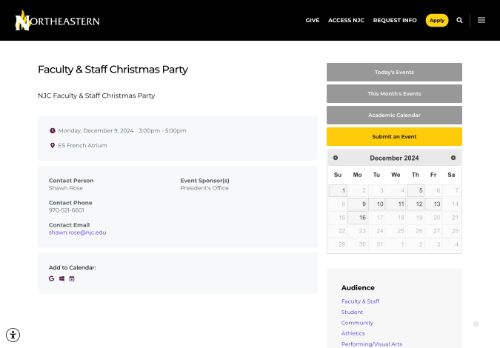 NORTHEASTERN
GIVE ACCESS NJC REQUEST INFO Apply
Faculty & Staff Christmas Party
NJC Faculty & Staff Christmas Party
Monday, December 9, 2024 - 3:00pm - 5:00pm
ES French Atrium
Contact Person
Shawn Rose
Event Sponsor(s)
President's Office
Contact Phone
970-521-6601
Contact Email
shawn.rose@njc.edu
Add to Calendar:
Today's Events
This Month's Events
Academic Calendar
Submit an Event
December 2024
Su Mo Tu We Th Fr Sa
1 2 3 4 5 6 7
8 9 10 11 12 13 14
15 16 17 18 19 20 21
22 23 24 25 26 27 28
29 30 31 1 2 3 4
Audience
Faculty & Staff
Student
Community
Athletics
Performing/Visual Arts